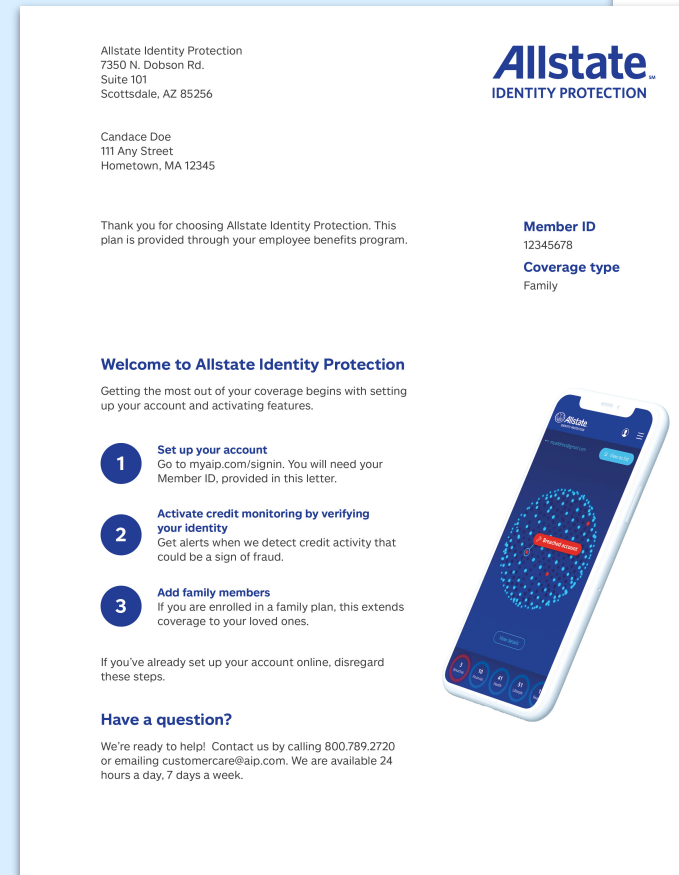 Allstate Identity Protection
7350 N. Dobson Rd.
Suite 101
Scottsdale, AZ 85256
Allstate℠
IDENTITY PROTECTION
Candace Doe
111 Any Street
Hometown, MA 12345
Thank you for choosing Allstate Identity Protection. This
plan is provided through your employee benefits program.
Member ID
12345678
Coverage type
Family
Welcome to Allstate Identity Protection
Getting the most out of your coverage begins with setting
up your account and activating features.
1
Set up your account
Go to myaip.com/signin. You will need your
Member ID, provided in this letter.
2
Activate credit monitoring by verifying
your identity
Get alerts when we detect credit activity that
could be a sign of fraud.
3
Add family members
If you are enrolled in a family plan, this extends
coverage to your loved ones.
If you’ve already set up your account online, disregard
these steps.
Have a question?
We’re ready to help!  Contact us by calling 800.789.2720
or emailing customercare@aip.com. We are available 24
hours a day, 7 days a week.
Allstate
IDENTITY PROTECTION
Breached account
View details